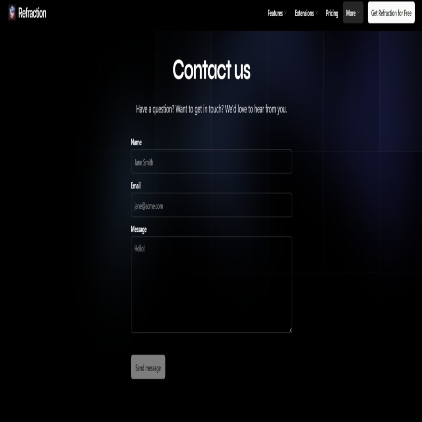 Refraction
Features
Extensions
Pricing
More
Get Refraction for Free
Contact us
Have a question? Want to get in touch? We'd love to hear from you.
Name
Jane Smith
Email
jane@acme.com
Message
Hello!
Send message